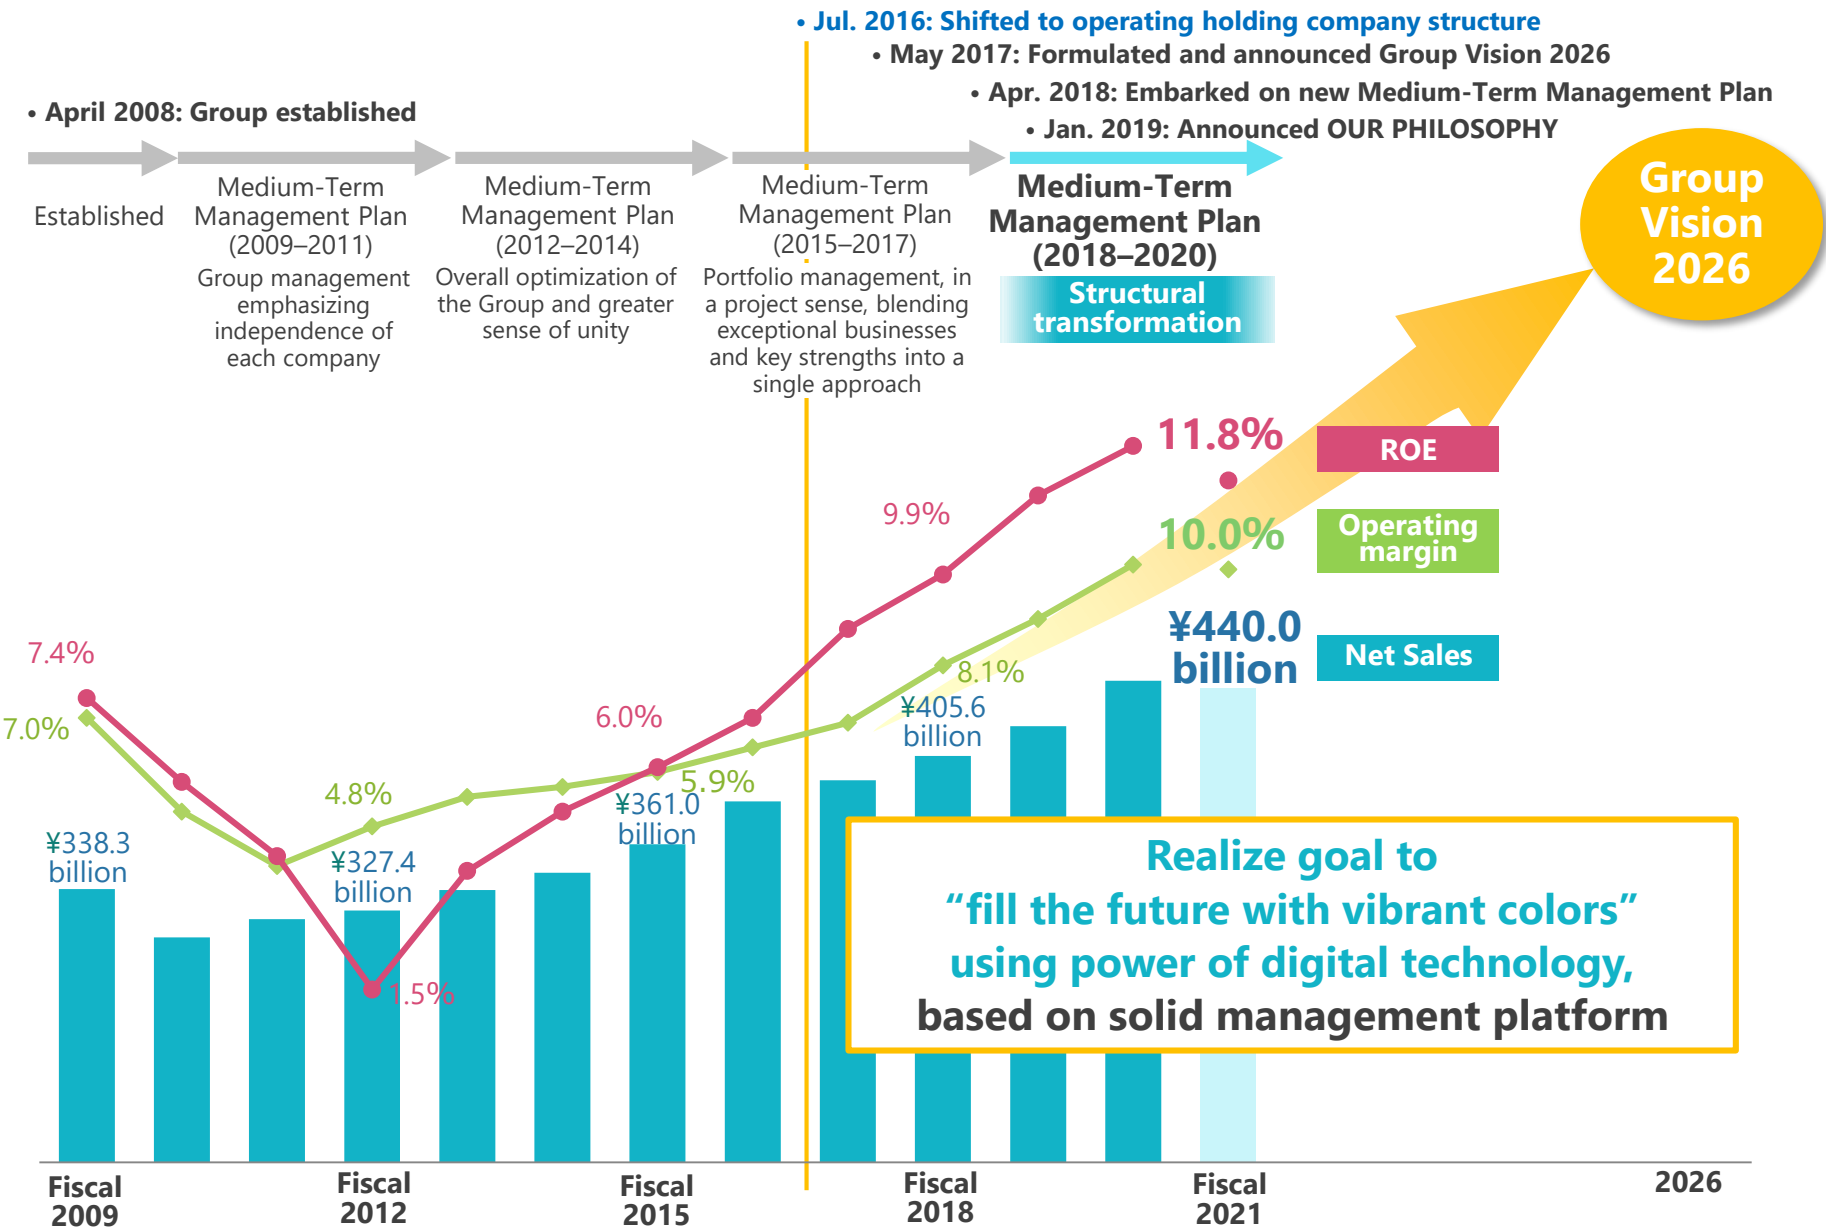 • Jul. 2016: Shifted to operating holding company structure
• May 2017: Formulated and announced Group Vision 2026
• Apr. 2018: Embarked on new Medium-Term Management Plan
• April 2008: Group established
• Jan. 2019: Announced OUR PHILOSOPHY
Established
Medium-Term
Management Plan
(2009–2011)
Group management
emphasizing
independence of
each company
Medium-Term
Management Plan
(2012–2014)
Overall optimization of
the Group and greater
sense of unity
Medium-Term
Management Plan
(2015–2017)
Portfolio management, in
a project sense, blending
exceptional businesses
and key strengths into a
single approach
Medium-Term
Management Plan
(2018–2020)
Structural
transformation
Group
Vision
2026
11.8%
ROE
9.9%
10.0%
Operating
margin
¥440.0
billion
Net Sales
7.4%
7.0%
8.1%
¥405.6
billion
6.0%
5.9%
¥361.0
billion
4.8%
¥327.4
billion
¥338.3
billion
1.5%
Realize goal to
“fill the future with vibrant colors”
using power of digital technology,
based on solid management platform
Fiscal
2009
Fiscal
2012
Fiscal
2015
Fiscal
2018
Fiscal
2021
2026